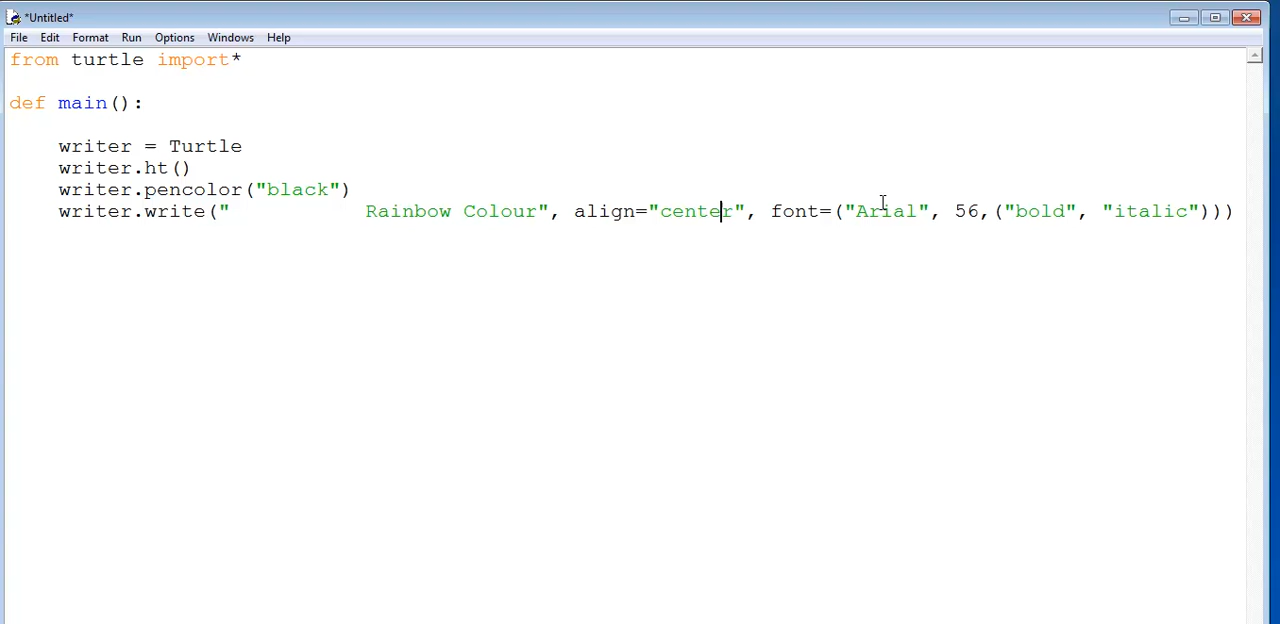 *Untitled*
File Edit Format Run Options Windows Help
from turtle import*
def main():
    writer = Turtle
    writer.ht()
    writer.pencolor("black")
    writer.write("           Rainbow Colour", align="center", font=("Arial", 56,("bold", "italic")))